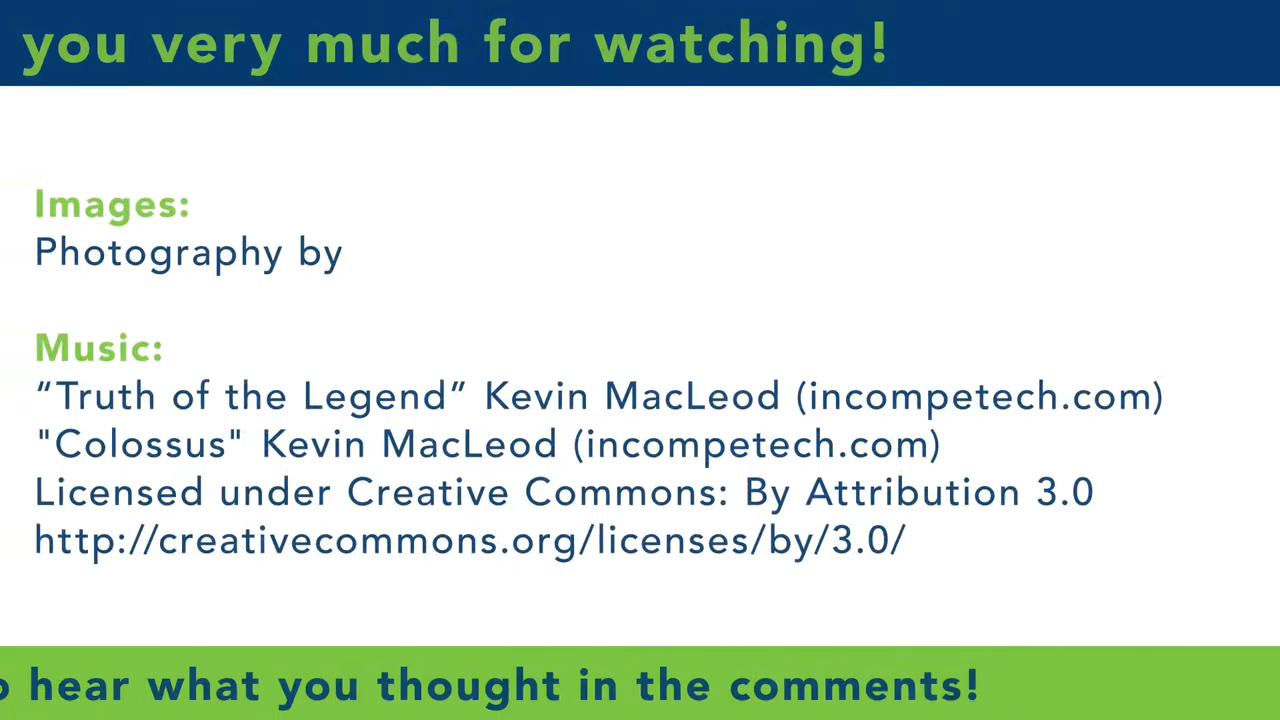 you very much for watching!
Images:
Photography by
Music:
“Truth of the Legend” Kevin MacLeod (incompetech.com)
"Colossus" Kevin MacLeod (incompetech.com)
Licensed under Creative Commons: By Attribution 3.0
http://creativecommons.org/licenses/by/3.0/
hear what you thought in the comments!